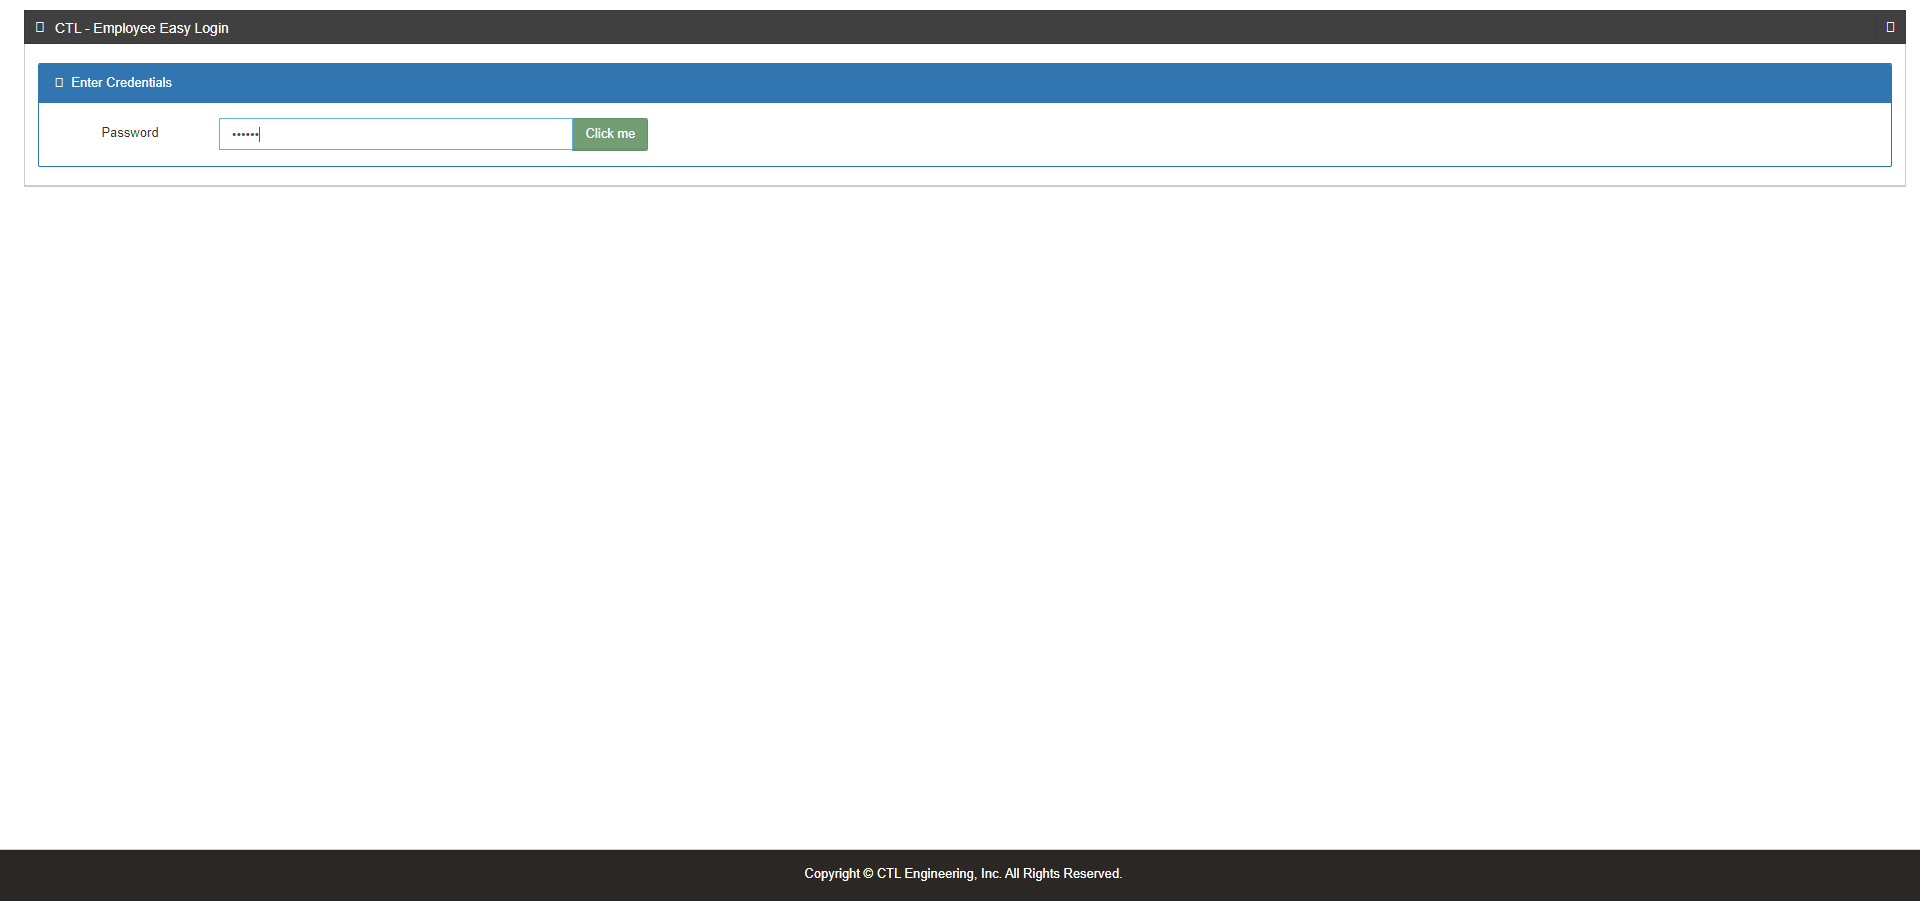 CTL - Employee Easy Login
Enter Credentials
Password
••••••
Click me
Copyright © CTL Engineering, Inc. All Rights Reserved.